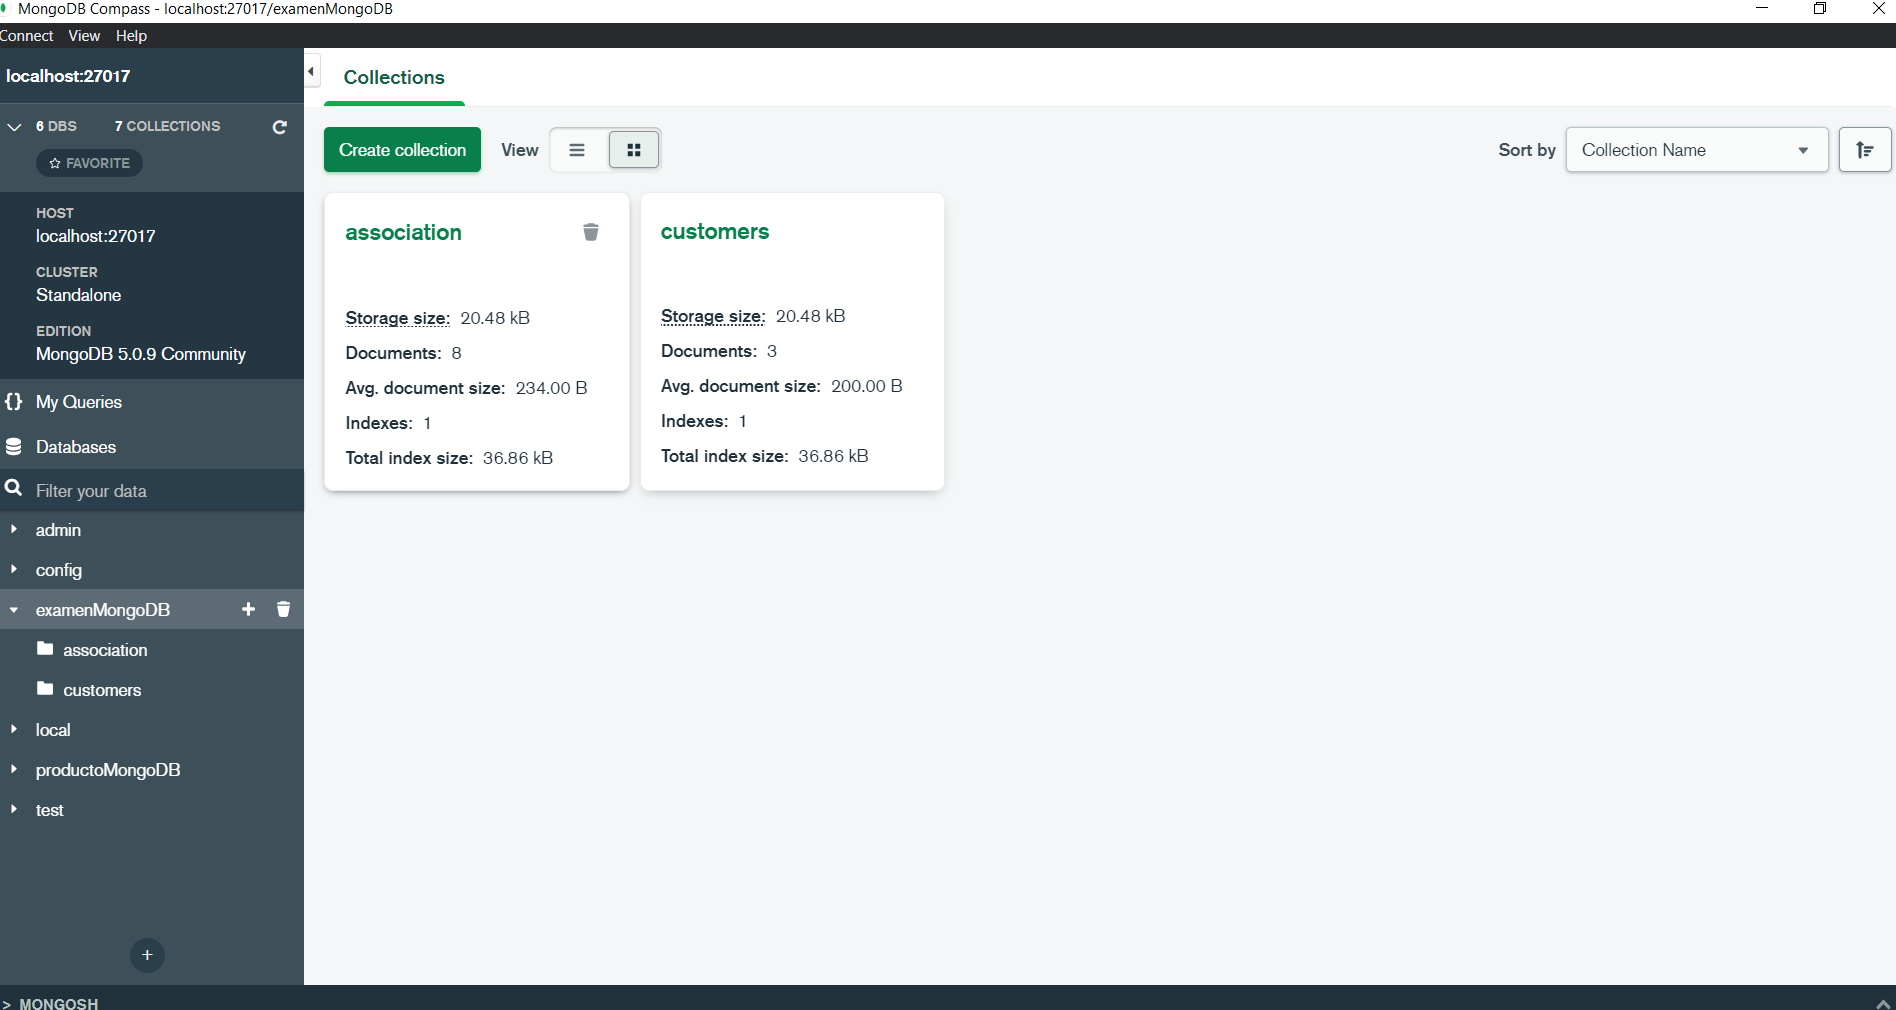 MongoDB Compass - localhost:27017/examenMongoDB
Connect View Help
localhost:27017
6 DBS 7 COLLECTIONS
FAVORITE
HOST
localhost:27017
CLUSTER
Standalone
EDITION
MongoDB 5.0.9 Community
{} My Queries
Databases
Filter your data
admin
config
examenMongoDB
association
customers
local
productoMongoDB
test
+
> MONGOSH
Collections
Create collection View Sort by Collection Name
association
Storage size: 20.48 kB
Documents: 8
Avg. document size: 234.00 B
Indexes: 1
Total index size: 36.86 kB
customers
Storage size: 20.48 kB
Documents: 3
Avg. document size: 200.00 B
Indexes: 1
Total index size: 36.86 kB